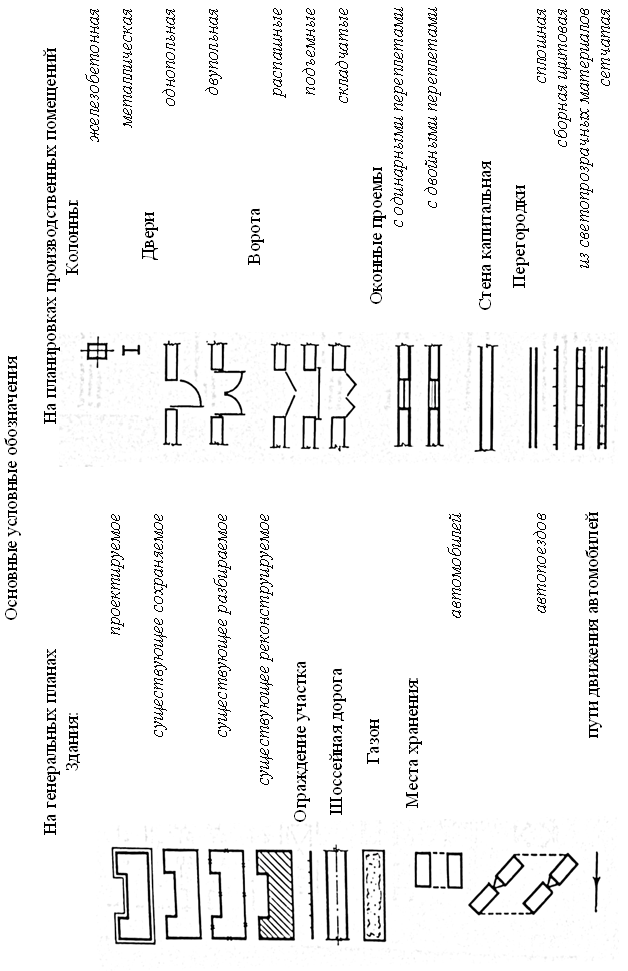 Основные условные обозначения
На генеральных планах
Здания:
проектируемое
существующее сохраняемое
существующее разбираемое
существующее реконструируемое
Ограждение участка
Шоссейная дорога
Газон
Места хранения
автомобилей
автопоездов
пути движения автомобилей
На планировках производственных помещений
Колонны:
железобетонная
металлическая
Двери
однопольная
двупольная
Ворота
распашные
подъемные
складчатые
Оконные проемы
с одинарными переплетами
с двойными переплетами
Стена капитальная
Перегородки
сплошная
сборная щитовая
из светопрозрачных материалов
сетчатая